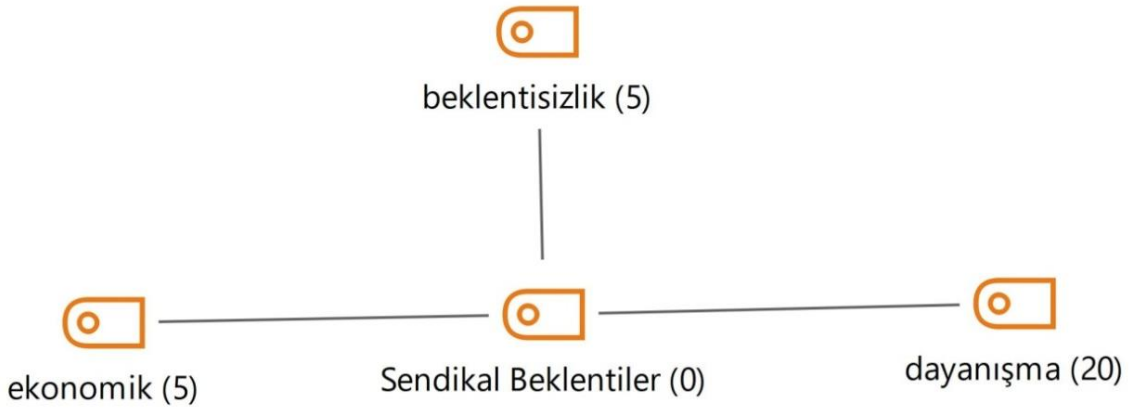 beklentisizlik (5)
ekonomik (5)
Sendikal Beklentiler (0)
dayanışma (20)